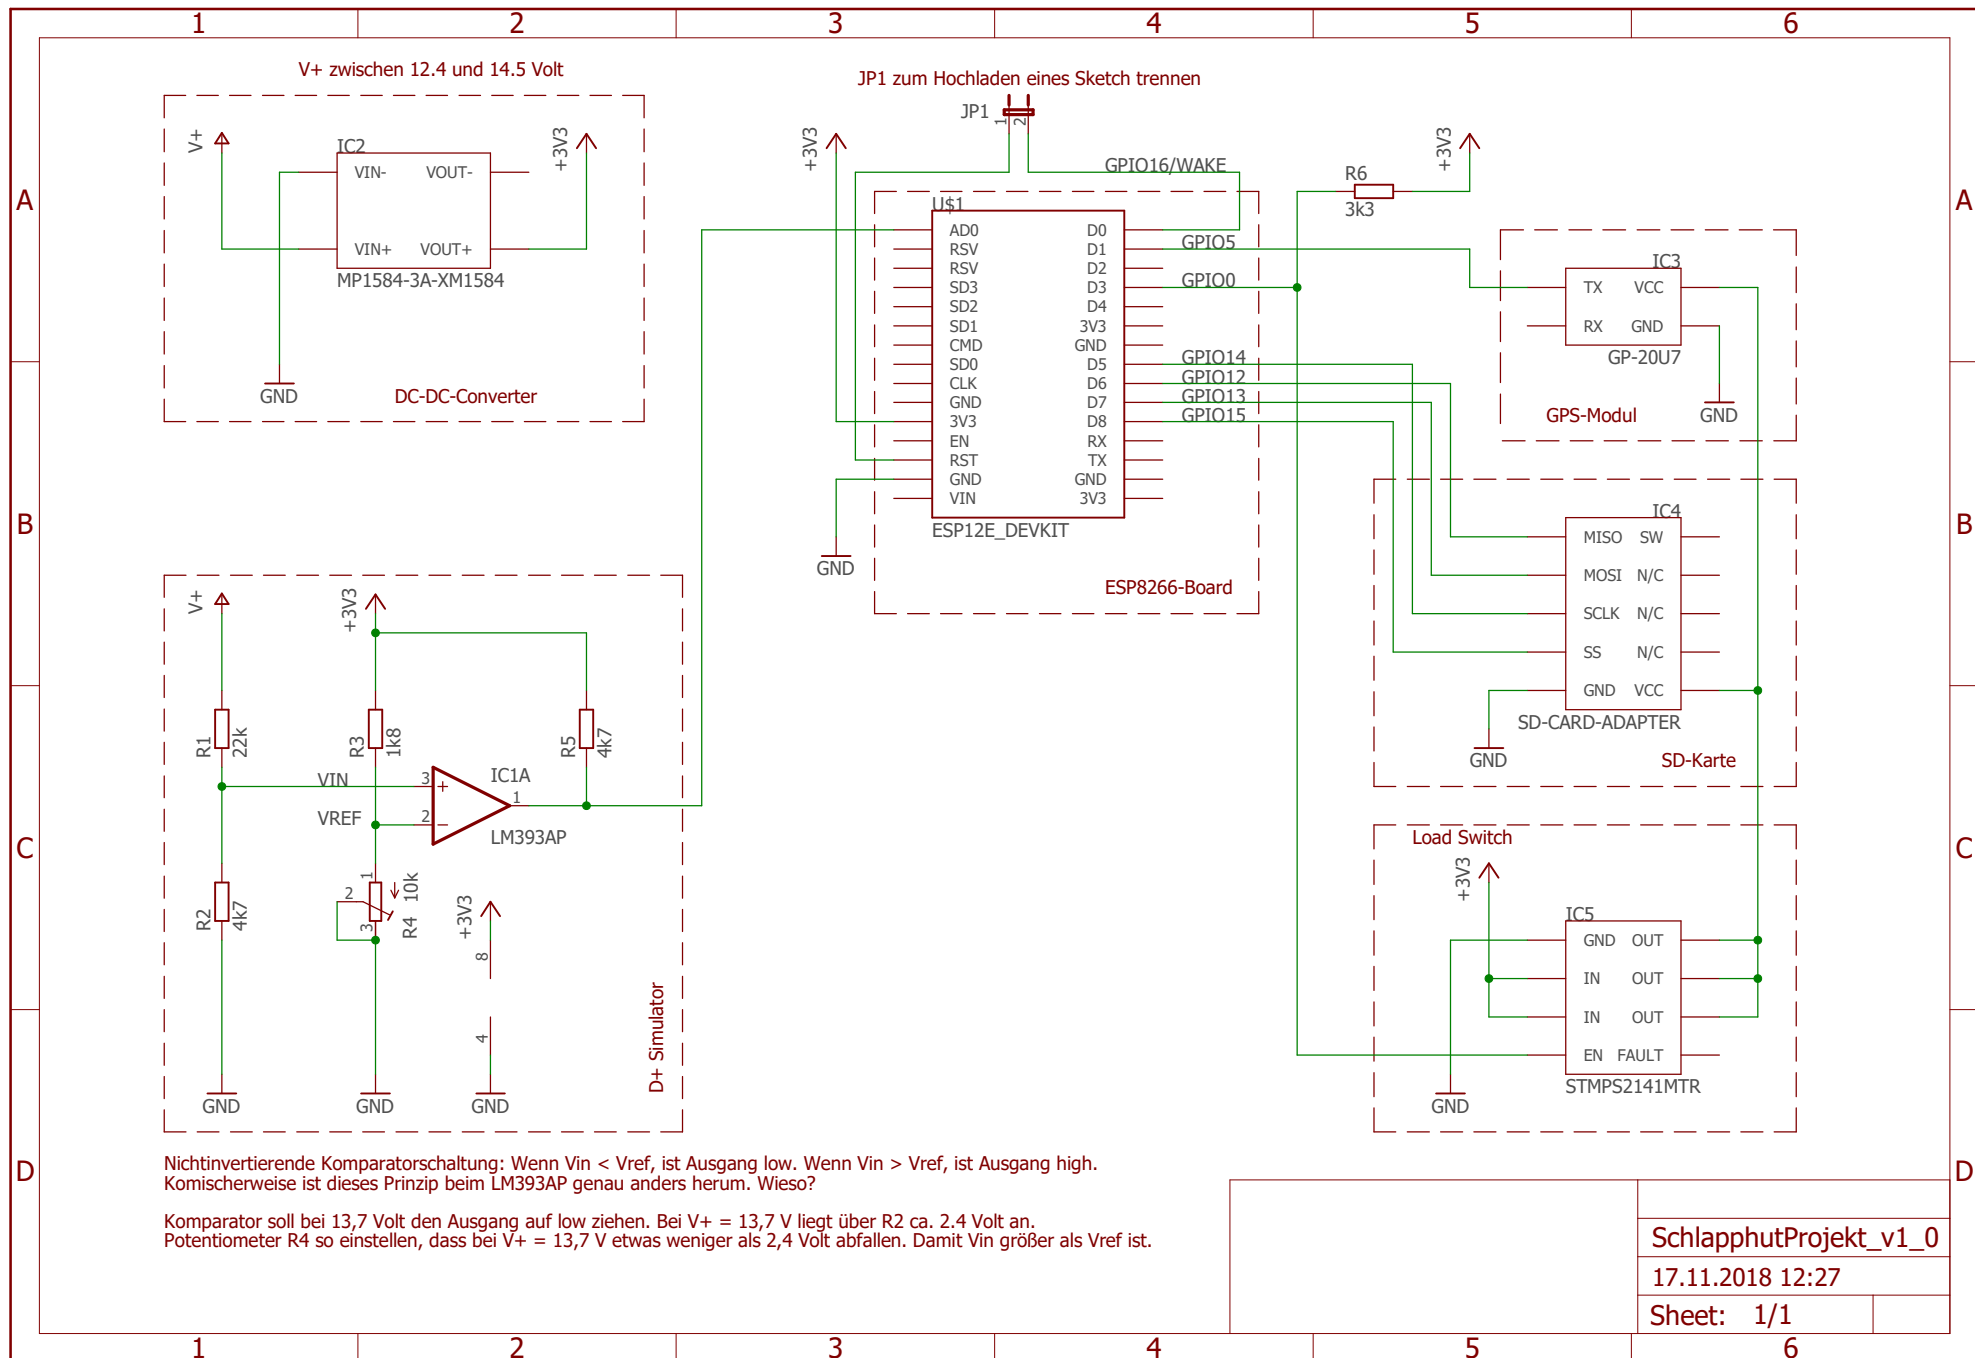 1 2 3 4 5 6
A
B
C
D
A
B
C
D
V+ zwischen 12.4 und 14.5 Volt
V+
+3V3
IC2
VIN- VOUT-
VIN+ VOUT+
MP1584-3A-XM1584
GND
DC-DC-Converter
JP1 zum Hochladen eines Sketch trennen
JP1
1 2
+3V3
GPIO16/WAKE
U$1
AD0 D0
RSV D1
RSV D2
SD3 D3
SD2 D4
SD1 3V3
CMD GND
SD0 D5
CLK D6
GND D7
3V3 D8
EN RX
RST TX
GND GND
VIN 3V3
ESP12E_DEVKIT
GND
ESP8266-Board
GPIO5
GPIO0
GPIO14
GPIO12
GPIO13
GPIO15
R6
3k3
+3V3
IC3
TX VCC
RX GND
GP-20U7
GPS-Modul
GND
IC4
MISO SW
MOSI N/C
SCLK N/C
SS N/C
GND VCC
SD-CARD-ADAPTER
GND
SD-Karte
Load Switch
+3V3
IC5
GND OUT
IN OUT
IN OUT
EN FAULT
STMPS2141MTR
GND
V+
+3V3
R1
22k
R3
1k8
R5
4k7
VIN
VREF
3
+
2
−
1
IC1A
LM393AP
R2
4k7
1
2
3
R4
10k
+3V3
8
4
GND
GND
GND
D+ Simulator
Nichtinvertierende Komparatorschaltung: Wenn Vin < Vref, ist Ausgang low. Wenn Vin > Vref, ist Ausgang high.
Komischerweise ist dieses Prinzip beim LM393AP genau anders herum. Wieso?
Komparator soll bei 13,7 Volt den Ausgang auf low ziehen. Bei V+ = 13,7 V liegt über R2 ca. 2.4 Volt an.
Potentiometer R4 so einstellen, dass bei V+ = 13,7 V etwas weniger als 2,4 Volt abfallen. Damit Vin größer als Vref ist.
SchlapphutProjekt_v1_0
17.11.2018 12:27
Sheet: 1/1
1 2 3 4 5 6